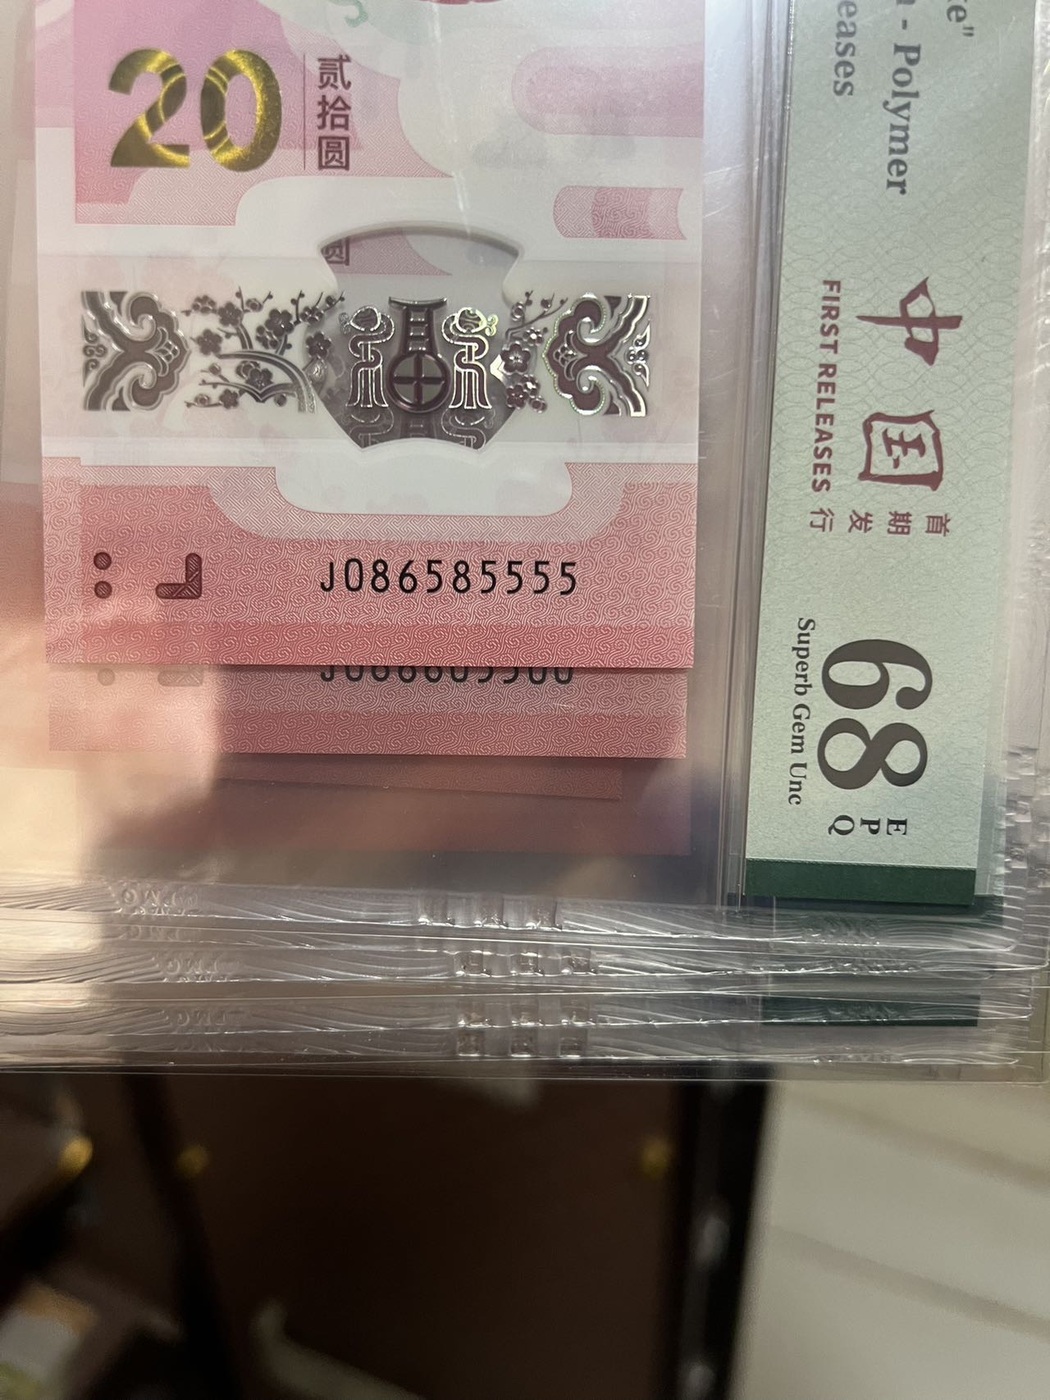 20
贰拾圆
圆
J086585555
e"
- Polymer
eases
中国
首期发行
FIRST RELEASES
68
EPQ
Superb Gem Unc